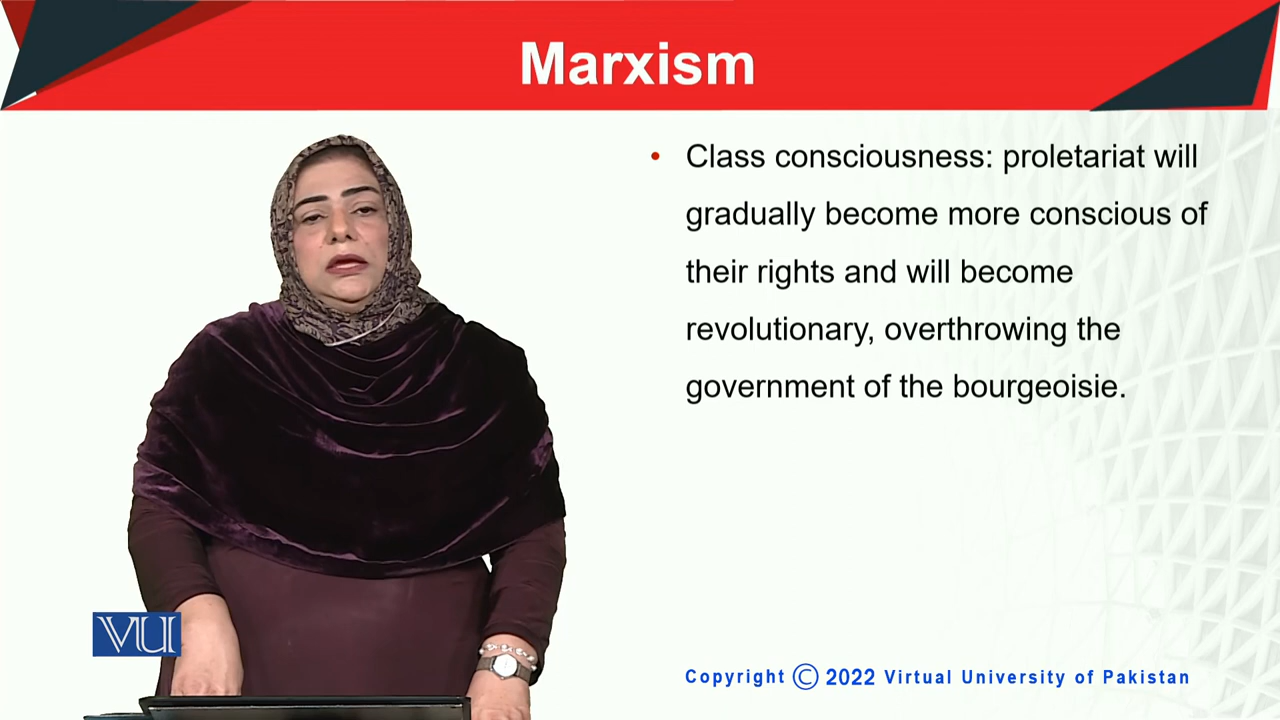 Marxism
• Class consciousness: proletariat will
gradually become more conscious of
their rights and will become
revolutionary, overthrowing the
government of the bourgeoisie.
VU
Copyright © 2022 Virtual University of Pakistan